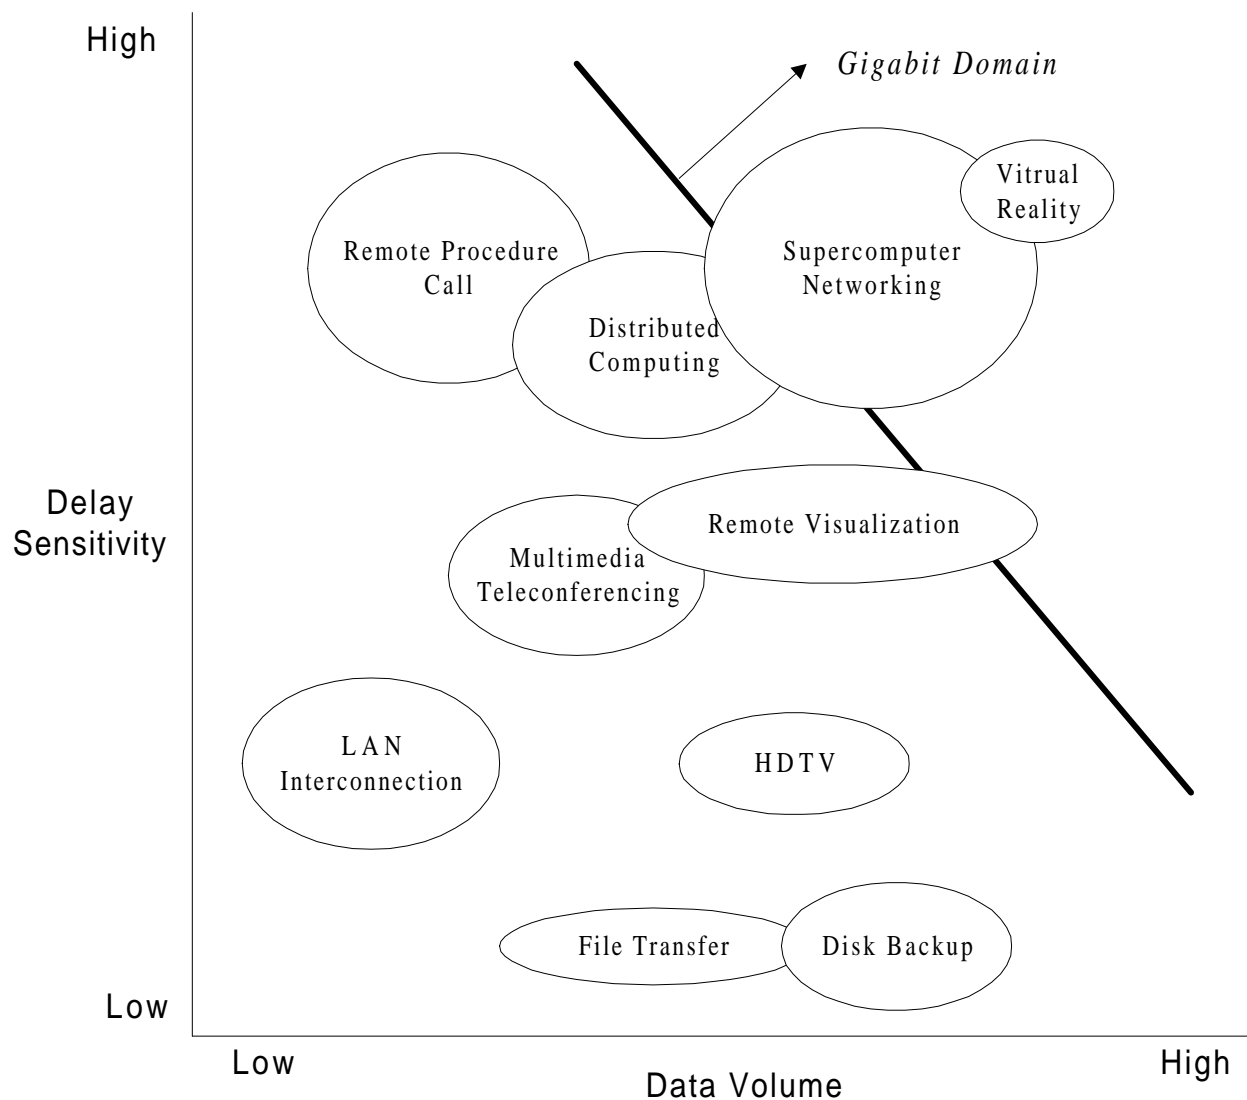 High
Gigabit Domain
Vitrual
Reality
Remote Procedure
Call
Supercomputer
Networking
Distributed
Computing
Delay
Sensitivity
Remote Visualization
Multimedia
Teleconferencing
LAN
Interconnection
HDTV
File Transfer
Disk Backup
Low
Low
High
Data Volume